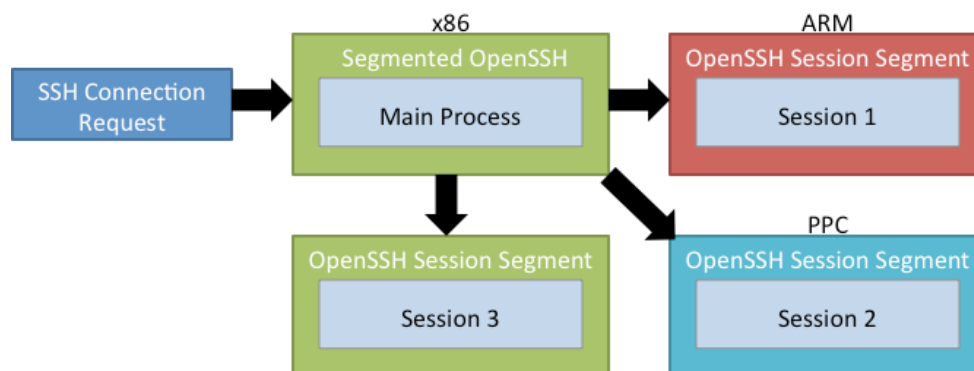 x86
ARM
SSH Connection
Request
Segmented OpenSSH
Main Process
OpenSSH Session Segment
Session 1
PPC
OpenSSH Session Segment
Session 3
OpenSSH Session Segment
Session 2